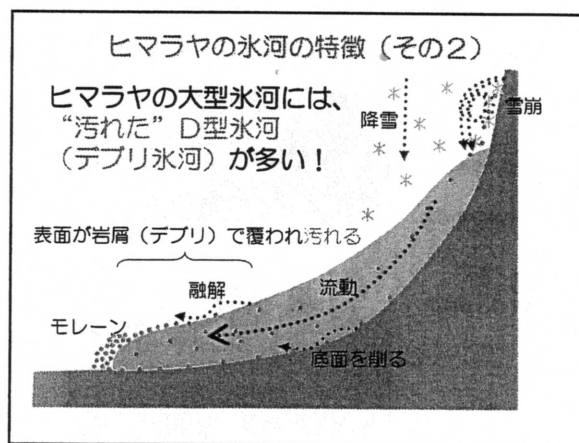 ヒマラヤの氷河の特徴（その２）
ヒマラヤの大型氷河には、
“汚れた”Ｄ型氷河
（デブリ氷河）が多い！
降雪
雪崩
表面が岩屑（デブリ）で覆われ汚れる
融解
流動
モレーン
底面を削る